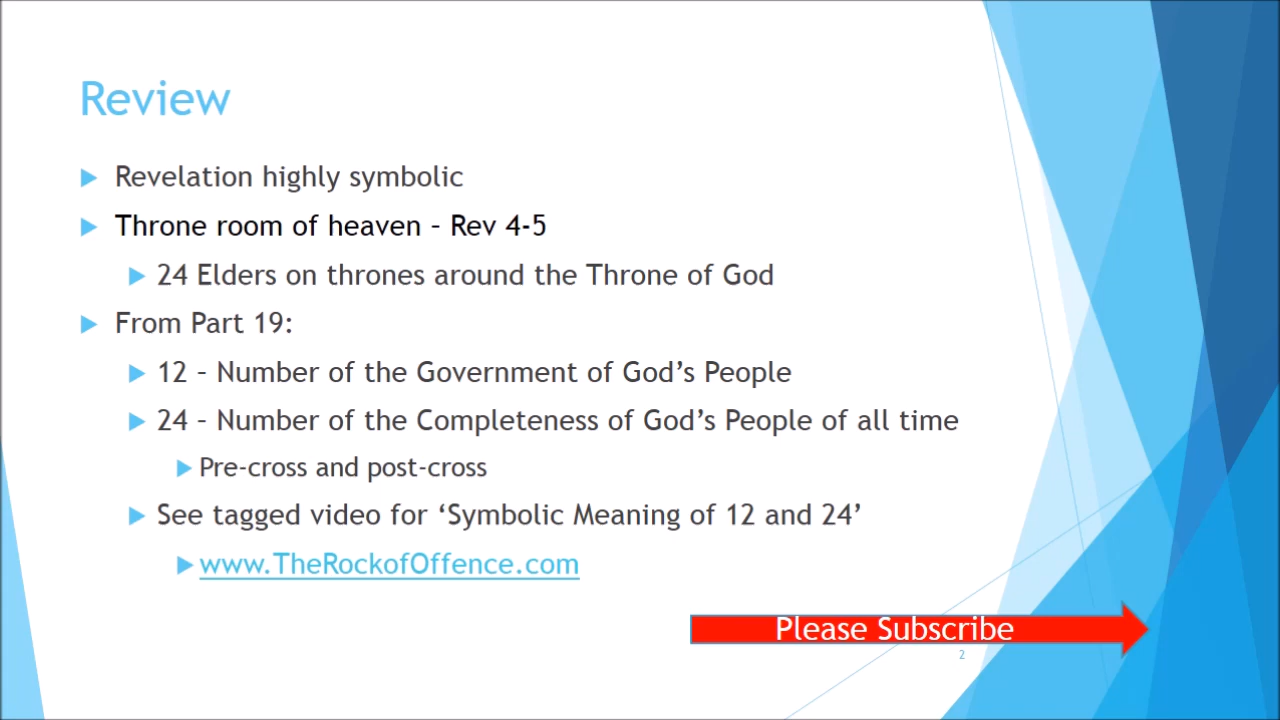 Review
Revelation highly symbolic
Throne room of heaven – Rev 4-5
24 Elders on thrones around the Throne of God
From Part 19:
12 – Number of the Government of God’s People
24 – Number of the Completeness of God’s People of all time
Pre-cross and post-cross
See tagged video for ‘Symbolic Meaning of 12 and 24’
www.TheRockofOffence.com
Please Subscribe
2